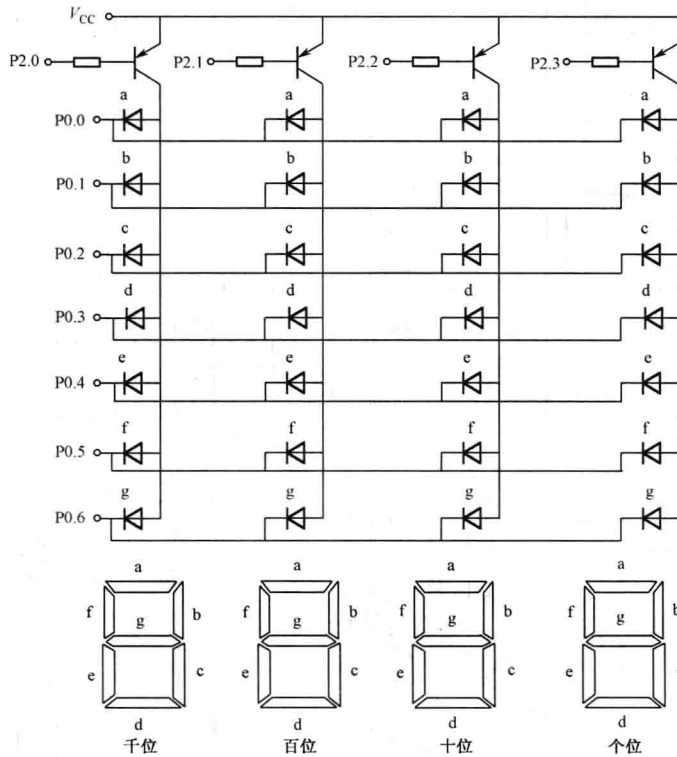 VCC
P2.0 P2.1 P2.2 P2.3
a a a a
P0.0
b b b b
P0.1
c c c c
P0.2
d d d d
P0.3
e e e e
P0.4
f f f f
P0.5
g g g g
P0.6
a a a a
f g b f g b f g b f g b
e c e c e c e
d d d d
千位 百位 十位 个位